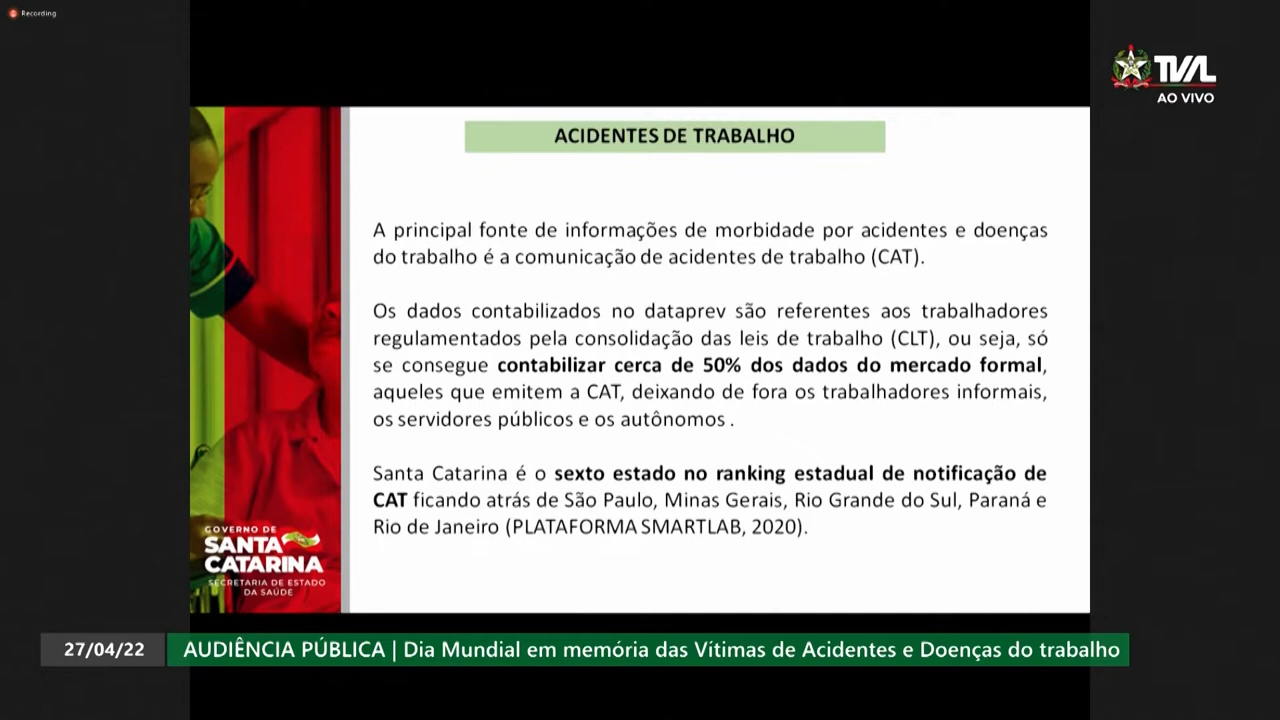 Recording
TVAL
AO VIVO
ACIDENTES DE TRABALHO
A principal fonte de informações de morbidade por acidentes e doenças
do trabalho é a comunicação de acidentes de trabalho (CAT).
Os dados contabilizados no dataprev são referentes aos trabalhadores
regulamentados pela consolidação das leis de trabalho (CLT), ou seja, só
se consegue contabilizar cerca de 50% dos dados do mercado formal,
aqueles que emitem a CAT, deixando de fora os trabalhadores informais,
os servidores públicos e os autônomos .
Santa Catarina é o sexto estado no ranking estadual de notificação de
CAT ficando atrás de São Paulo, Minas Gerais, Rio Grande do Sul, Paraná e
Rio de Janeiro (PLATAFORMA SMARTLAB, 2020).
GOVERNO DE
SANTA
CATARINA
SECRETARIA DE ESTADO
DA SAÚDE
27/04/22
AUDIÊNCIA PÚBLICA | Dia Mundial em memória das Vítimas de Acidentes e Doenças do trabalho